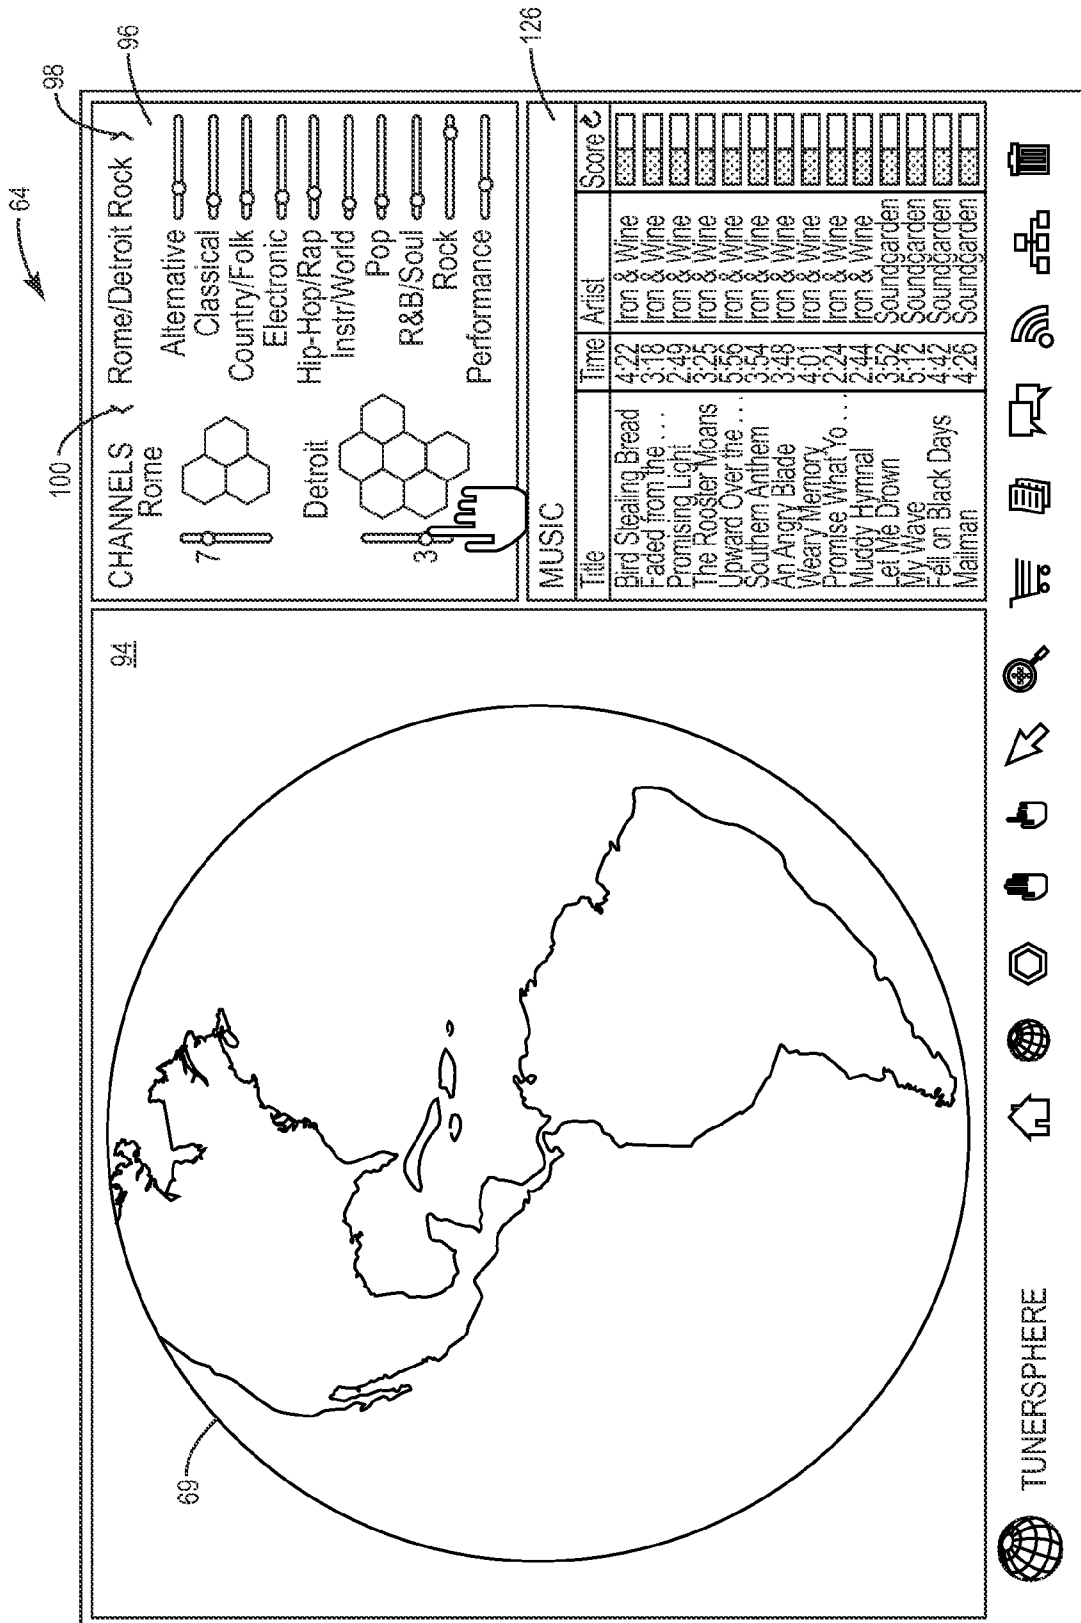 64
100
98
96
CHANNELS { Rome/Detroit Rock }
Rome
7
Detroit
3
Alternative
Classical
Country/Folk
Electronic
Hip-Hop/Rap
Instr/World
Pop
R&B/Soul
Rock
Performance
126
MUSIC
Title Time Artist Score
Bird Stealing Bread 4:22 Iron & Wine
Faded from the ... 3:18 Iron & Wine
Promising Light 2:49 Iron & Wine
The Rooster Moans 3:25 Iron & Wine
Upward Over the ... 5:56 Iron & Wine
Southern Anthem 3:54 Iron & Wine
An Angry Blade 3:48 Iron & Wine
Weary Memory 4:01 Iron & Wine
Promise What Yo ... 2:24 Iron & Wine
Muddy Hymnal 2:44 Iron & Wine
Let Me Drown 3:52 Soundgarden
My Wave 5:12 Soundgarden
Fell on Black Days 4:42 Soundgarden
Mailman 4:26 Soundgarden
94
69
TUNERSPHERE